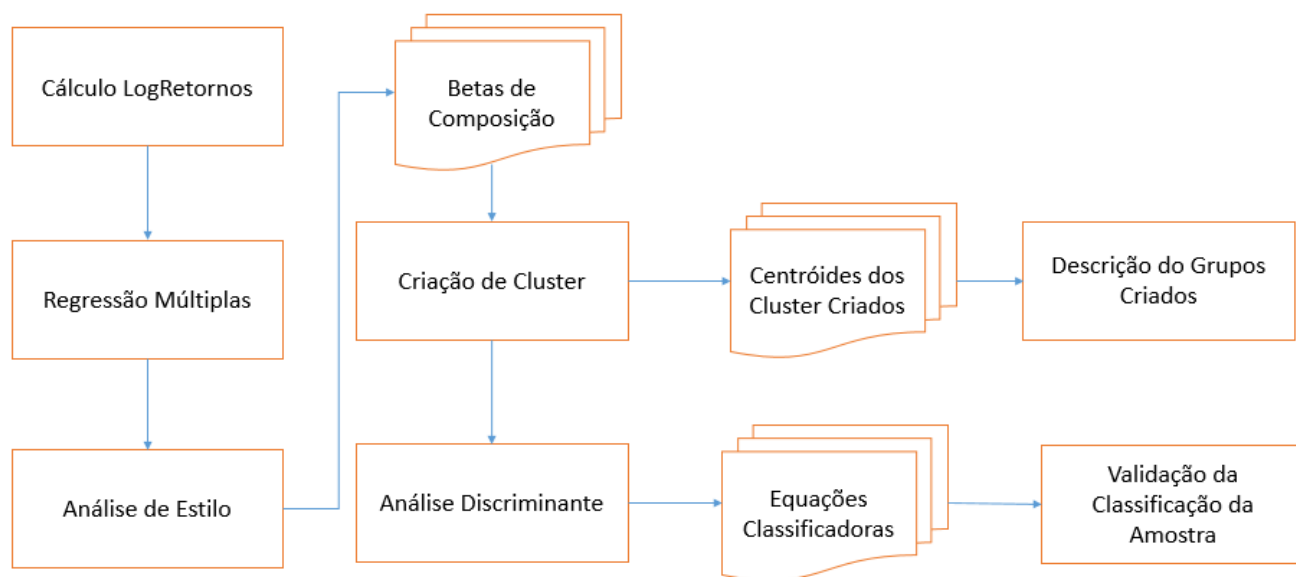 Cálculo LogRetornos
Regressão Múltiplas
Análise de Estilo
Betas de
Composição
Criação de Cluster
Análise Discriminante
Centróides dos
Cluster Criados
Descrição do Grupos
Criados
Equações
Classificadoras
Validação da
Classificação da
Amostra